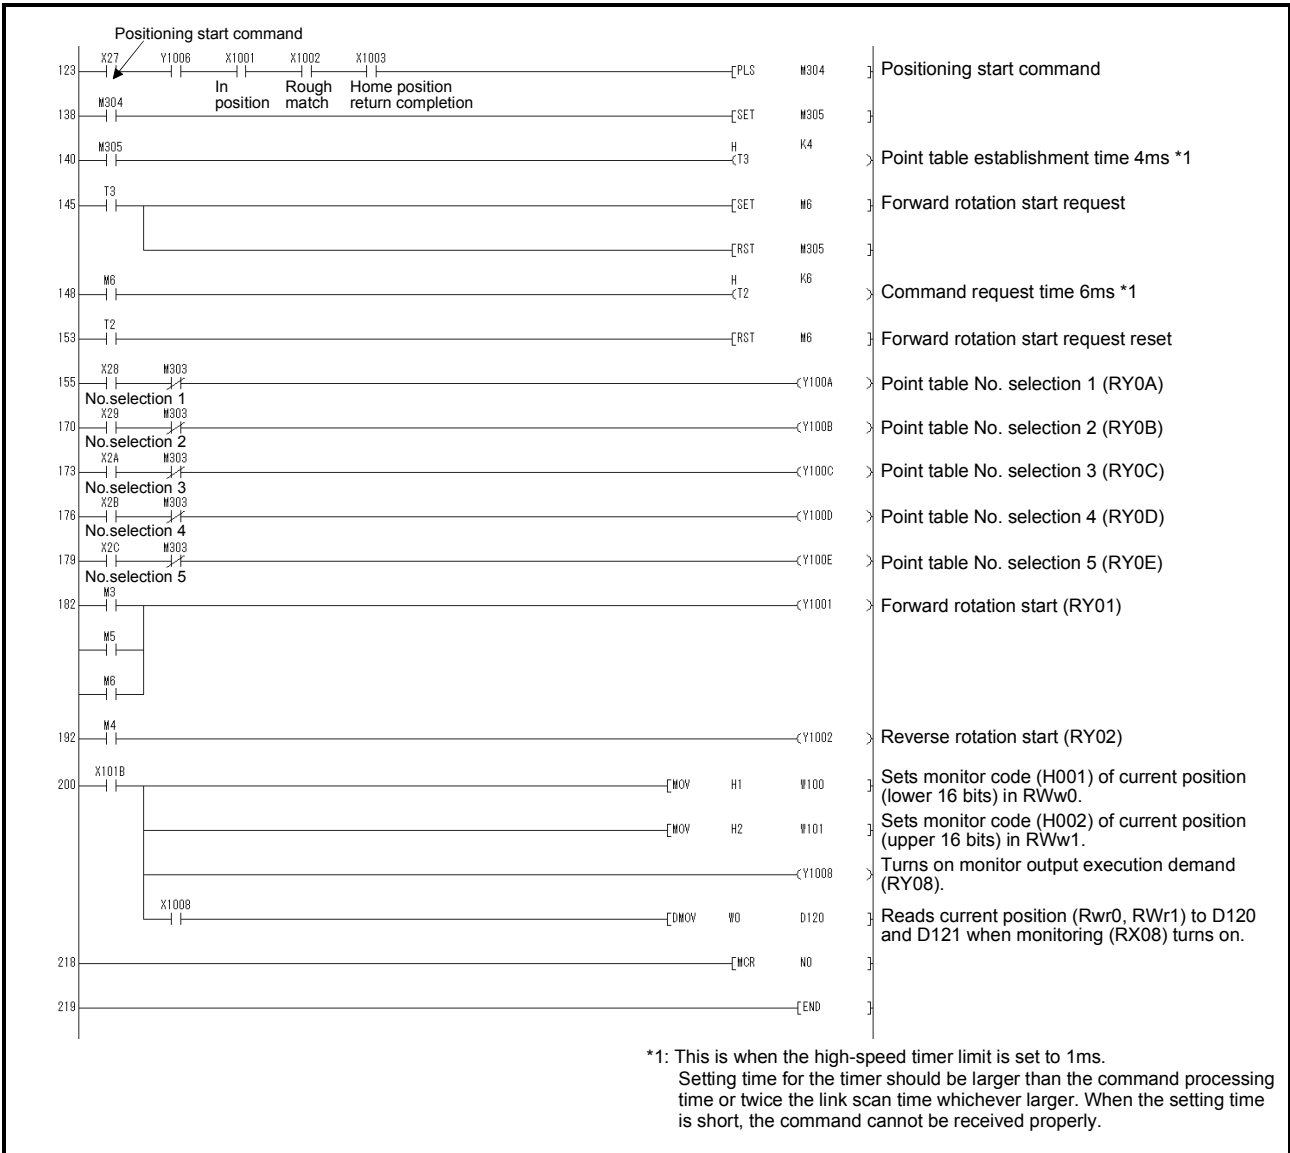 Positioning start command
X27 Y1006 X1001 X1002 X1003
123 [PLS M304 ] Positioning start command
In position Rough match Home position return completion
M304
138 [SET M305 ]
M305 H K4
140 (T3 ) Point table establishment time 4ms *1
T3
145 [SET M6 ] Forward rotation start request
[RST M305 ]
M6 H K6
148 (T2 ) Command request time 6ms *1
T2
153 [RST M6 ] Forward rotation start request reset
X28 M303
155 (Y100A ) Point table No. selection 1 (RY0A)
No.selection 1
X29 M303
170 (Y100B ) Point table No. selection 2 (RY0B)
No.selection 2
X2A M303
173 (Y100C ) Point table No. selection 3 (RY0C)
No.selection 3
X2B M303
176 (Y100D ) Point table No. selection 4 (RY0D)
No.selection 4
X2C M303
179 (Y100E ) Point table No. selection 5 (RY0E)
No.selection 5
M3
182 (Y1001 ) Forward rotation start (RY01)
M5
M6
M4
192 (Y1002 ) Reverse rotation start (RY02)
X101B
200 [MOV H1 W100 ] Sets monitor code (H001) of current position
(lower 16 bits) in RWw0.
[MOV H2 W101 ] Sets monitor code (H002) of current position
(upper 16 bits) in RWw1.
(Y1008 ) Turns on monitor output execution demand
(RY08).
X1008
[DMOV W0 D120 ] Reads current position (Rwr0, RWr1) to D120
and D121 when monitoring (RX08) turns on.
218 [MCR N0 ]
219 [END ]
*1: This is when the high-speed timer limit is set to 1ms.
Setting time for the timer should be larger than the command processing
time or twice the link scan time whichever larger. When the setting time
is short, the command cannot be received properly.